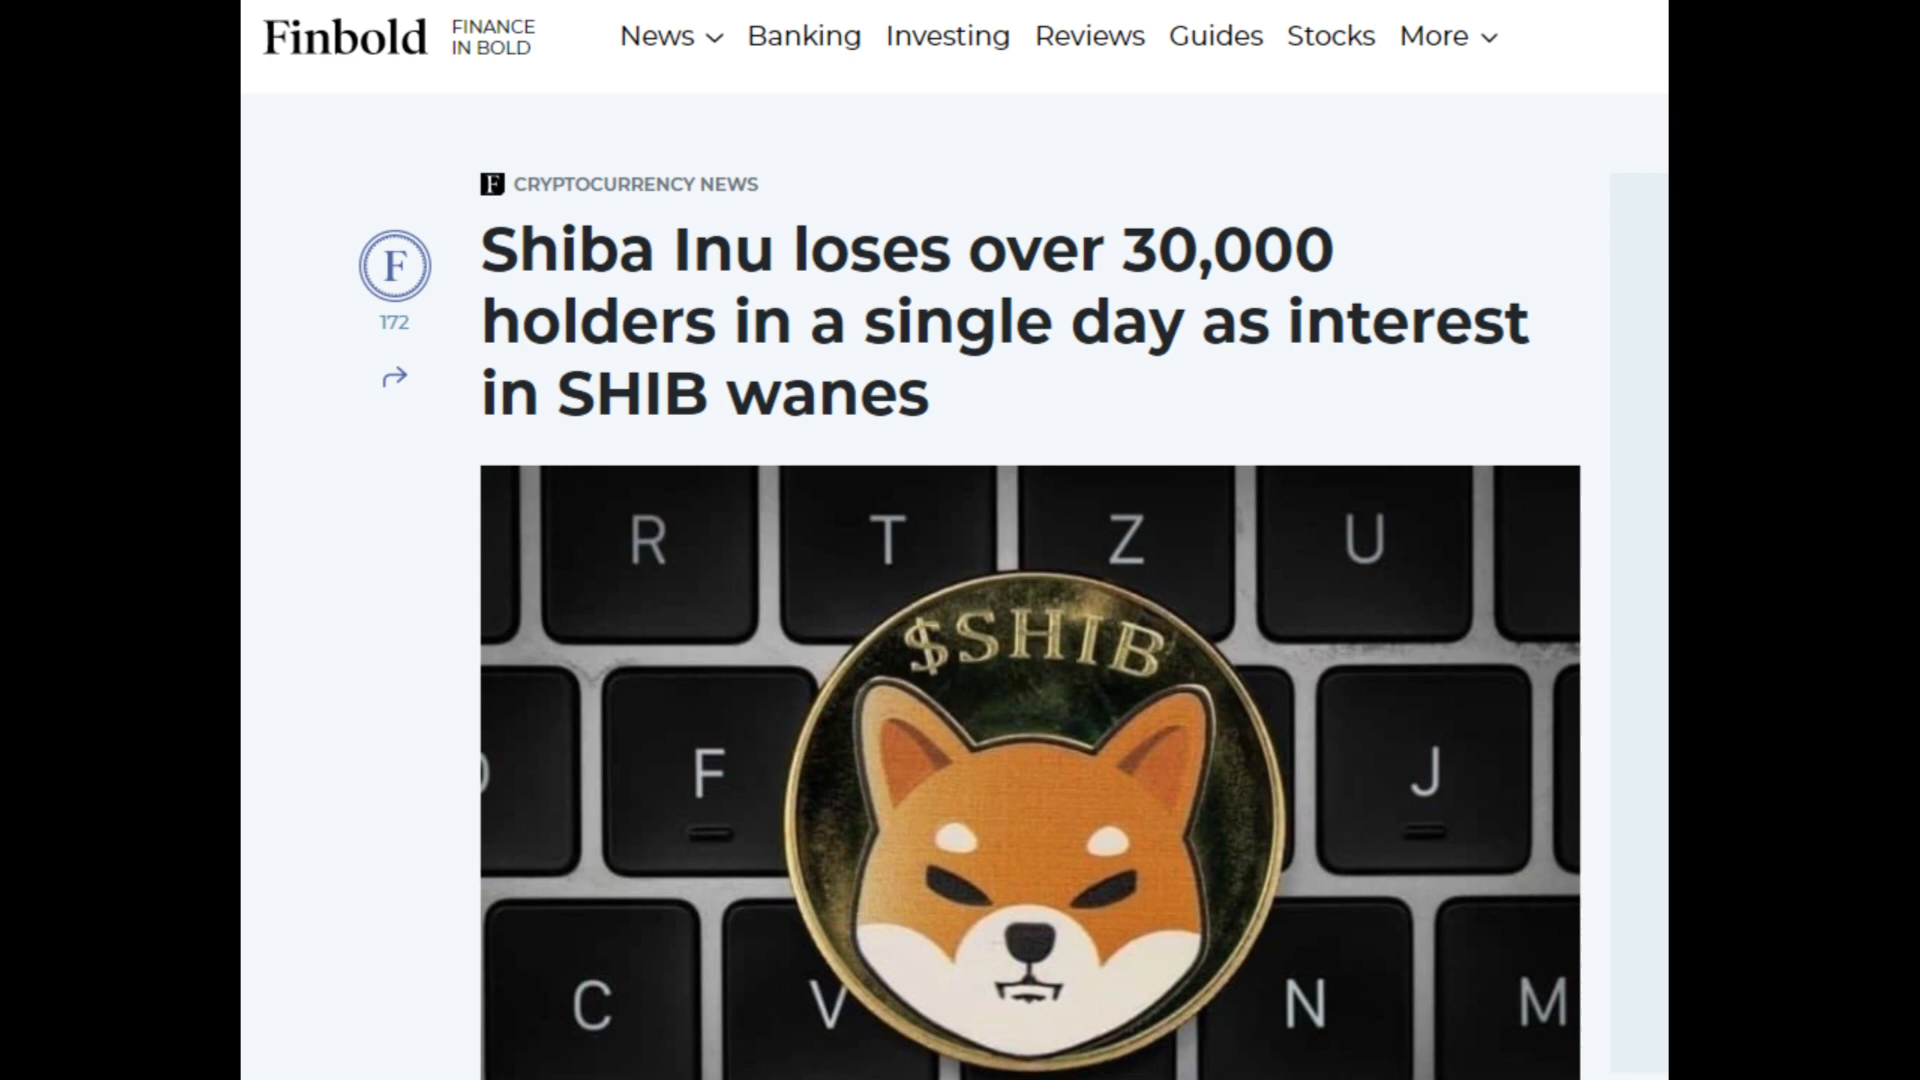 Finbold
FINANCE
IN BOLD
News Banking Investing Reviews Guides Stocks More
F CRYPTOCURRENCY NEWS
Shiba Inu loses over 30,000
holders in a single day as interest
in SHIB wanes
F
172
R T Z U
$SHIB
F J
C V N M